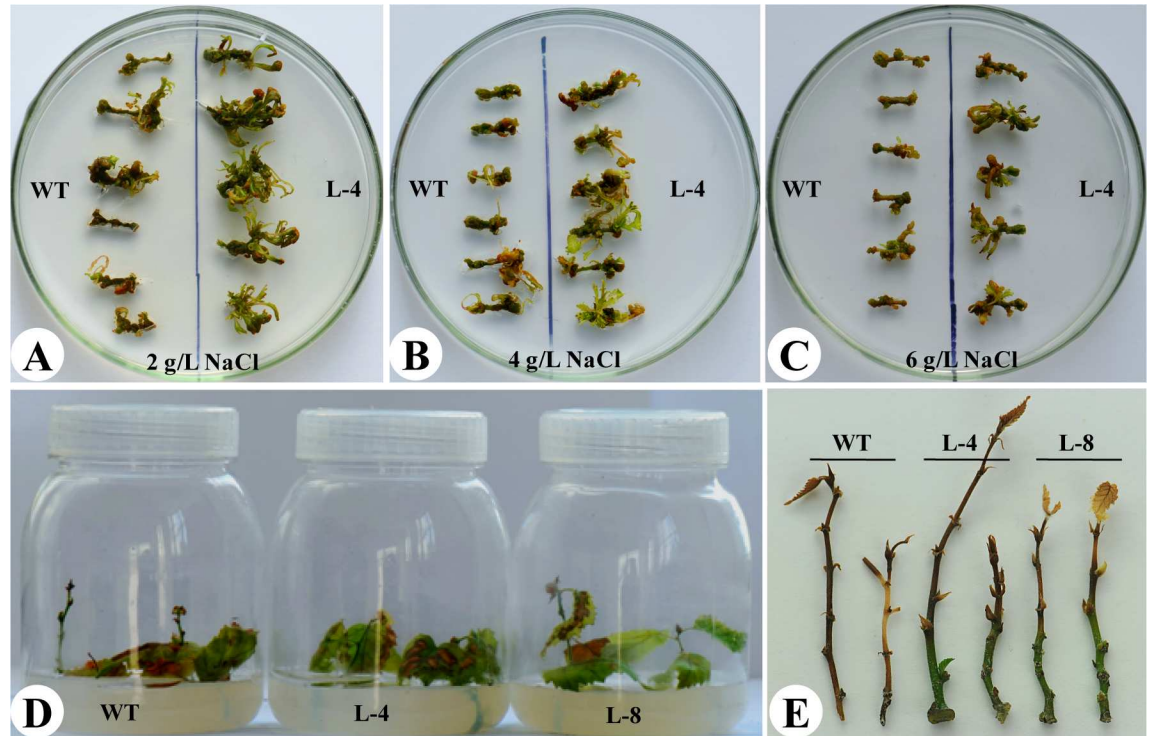 WT
L-4
A
2 g/L NaCl
WT
L-4
B
4 g/L NaCl
WT
L-4
C
6 g/L NaCl
D
WT
L-4
L-8
WT
L-4
L-8
E